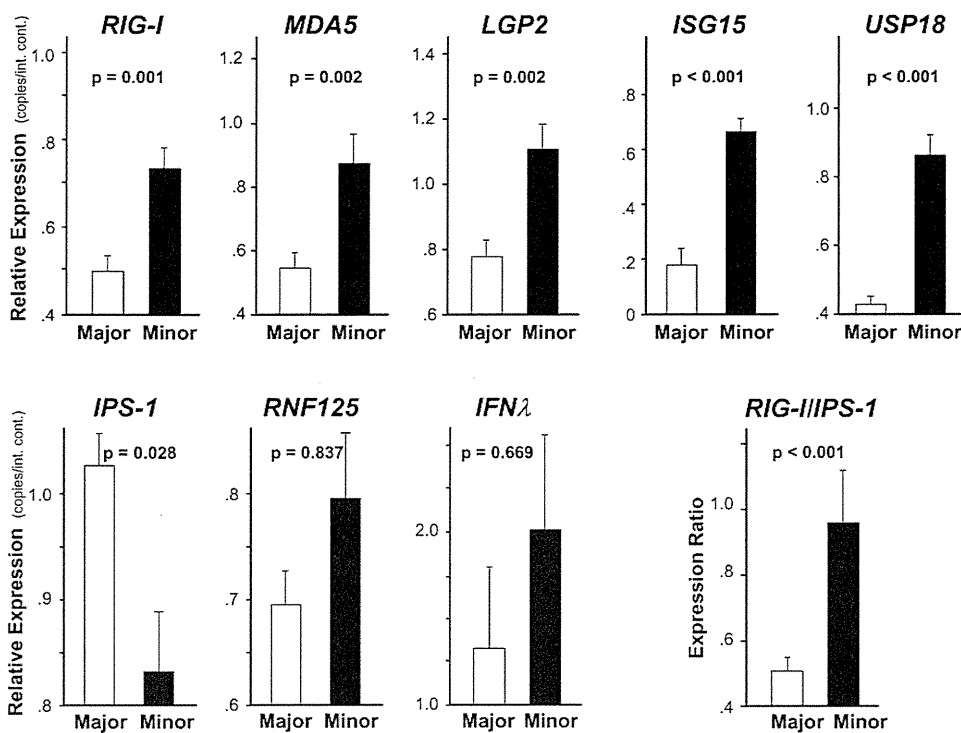 RIG-I
MDA5
LGP2
ISG15
USP18
Relative Expression (copies/int. cont.)
p = 0.001
1.0
.8
.6
.4
Major Minor
p = 0.002
1.2
1.0
.8
.6
.4
Major Minor
p = 0.002
1.4
1.2
1.0
.8
.6
Major Minor
p < 0.001
.8
.6
.4
.2
0
Major Minor
p < 0.001
1.0
.8
.6
.4
Major Minor
IPS-1
RNF125
IFNλ
RIG-I/IPS-1
Relative Expression (copies/int. cont.)
p = 0.028
1.0
.9
.8
Major Minor
p = 0.837
.8
.7
.6
Major Minor
p = 0.669
2.0
1.0
Major Minor
Expression Ratio
p < 0.001
1.0
.8
.6
.4
Major Minor